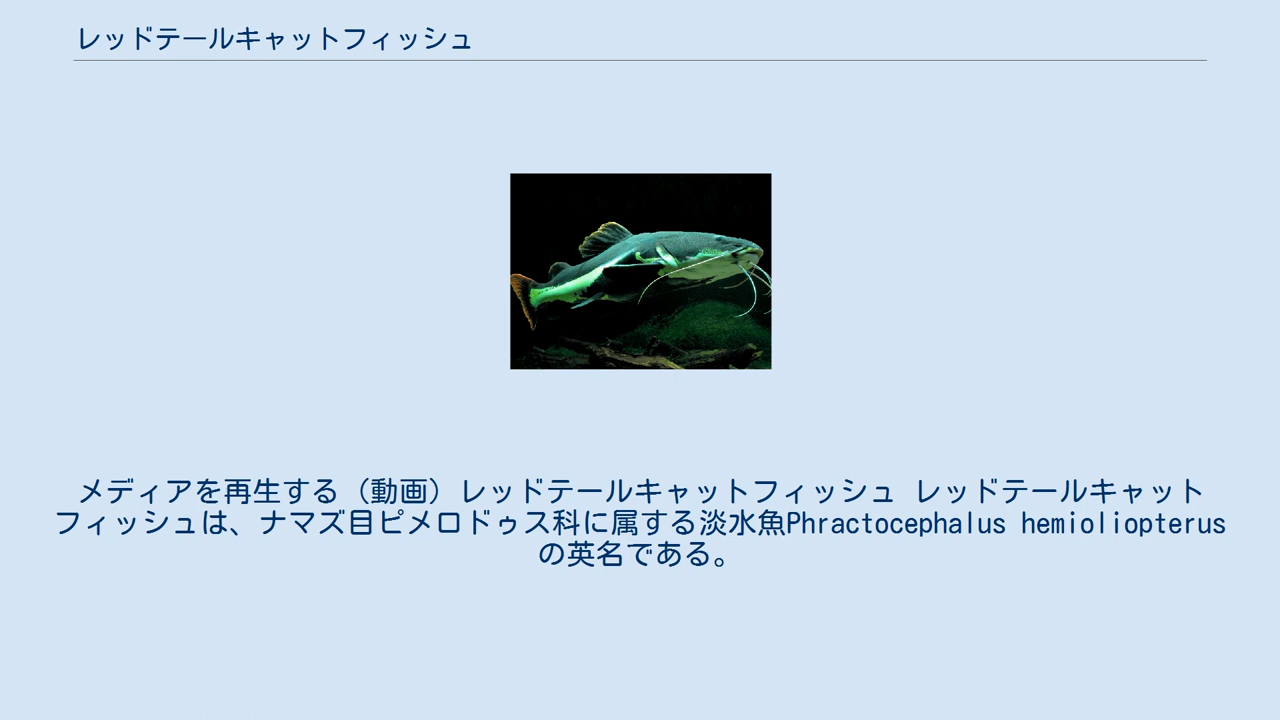 レッドテールキャットフィッシュ
メディアを再生する（動画）レッドテールキャットフィッシュ レッドテールキャット
フィッシュは、ナマズ目ピメロドゥス科に属する淡水魚Phractocephalus hemioliopterus
の英名である。